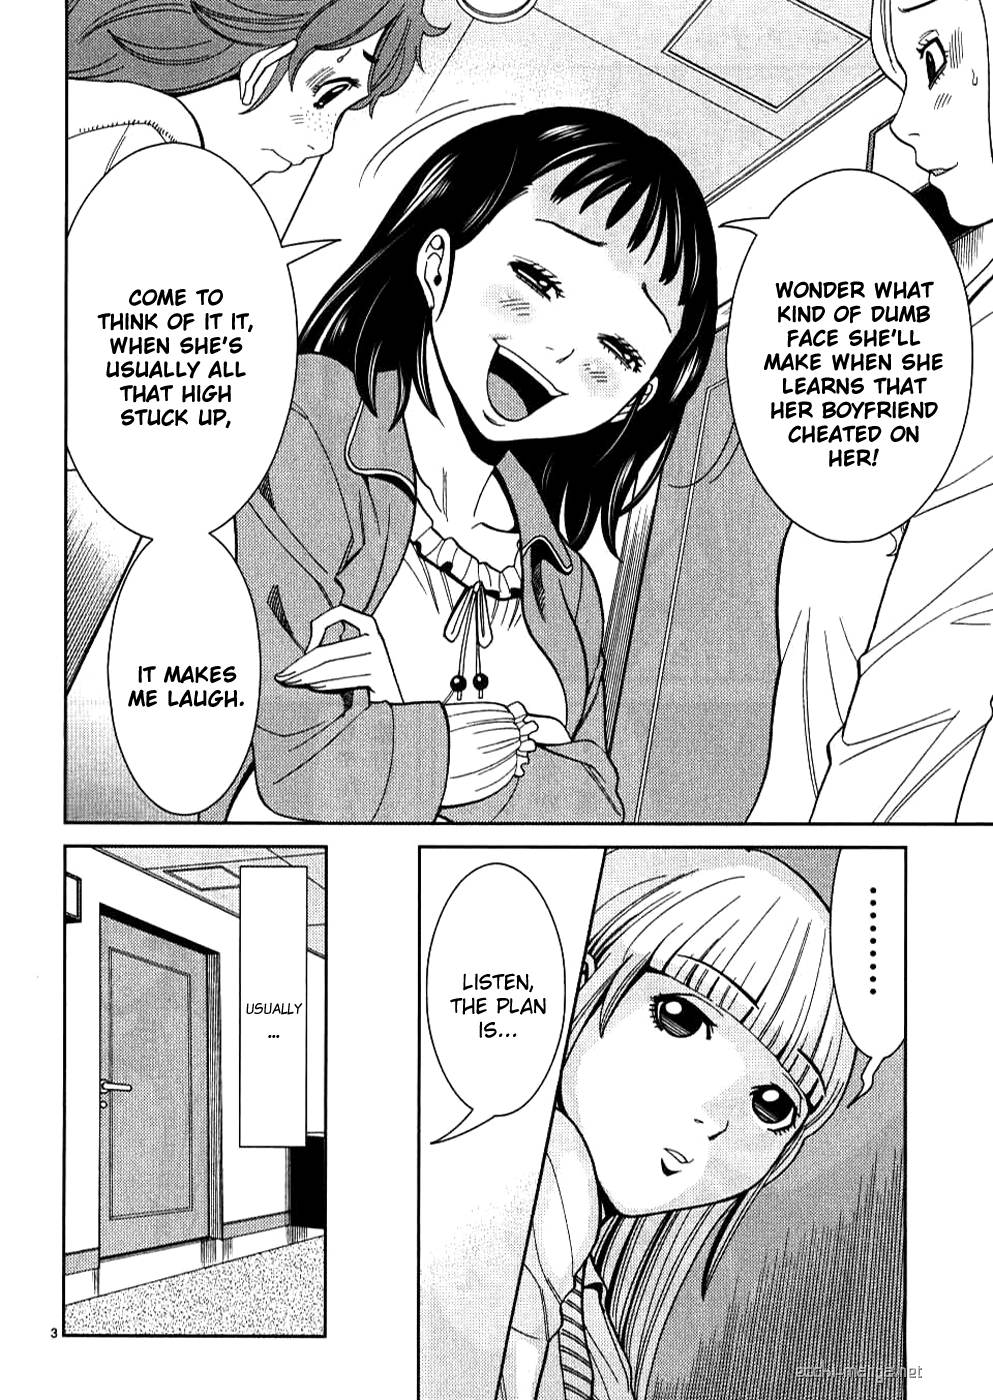 WONDER WHAT
KIND OF DUMB
FACE SHE'LL
MAKE WHEN SHE
LEARNS THAT
HER BOYFRIEND
CHEATED ON
HER!
COME TO
THINK OF IT IT,
WHEN SHE'S
USUALLY ALL
THAT HIGH
STUCK UP,
IT MAKES
ME LAUGH.
........
LISTEN,
THE PLAN
IS...
USUALLY
...
3